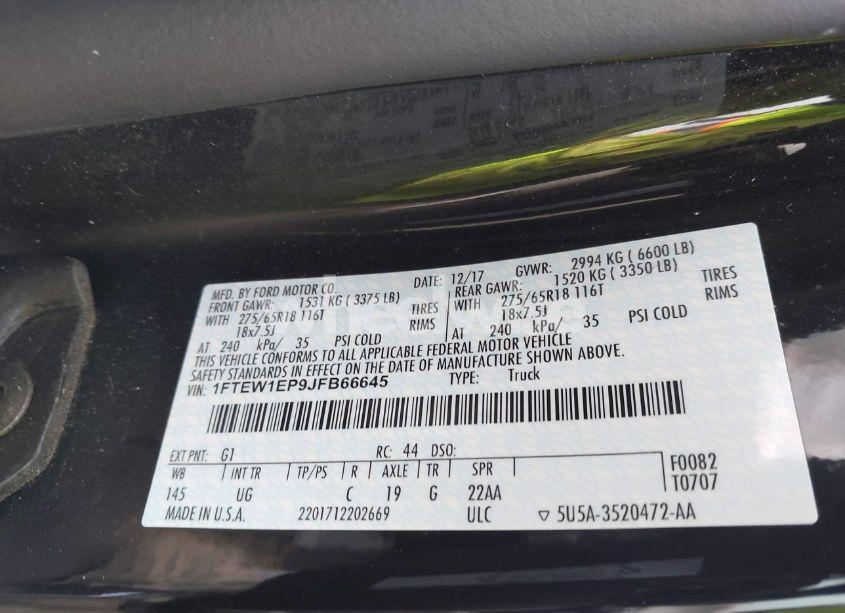 MFD. BY FORD MOTOR CO. DATE: 12/17 GVWR: 2994 KG ( 6600 LB)
FRONT GAWR: 1531 KG ( 3375 LB) REAR GAWR: 1520 KG ( 3350 LB)
WITH 275/65R18 116T TIRES WITH 275/65R18 116T TIRES
18x7.5J RIMS 18x7.5J RIMS
AT 240 kPa/ 35 PSI COLD AT 240 kPa/ 35 PSI COLD
THIS VEHICLE CONFORMS TO ALL APPLICABLE FEDERAL MOTOR VEHICLE
SAFETY STANDARDS IN EFFECT ON THE DATE OF MANUFACTURE SHOWN ABOVE.
VIN: 1FTEW1EP9JFB66645 TYPE: Truck
EXT PNT: G1 RC: 44 DSO:
WB INT TR TP/PS R AXLE TR SPR F0082
145 UG C 19 G 22AA T0707
MADE IN U.S.A. 2201712202669 ULC ▽ 5U5A-3520472-AA